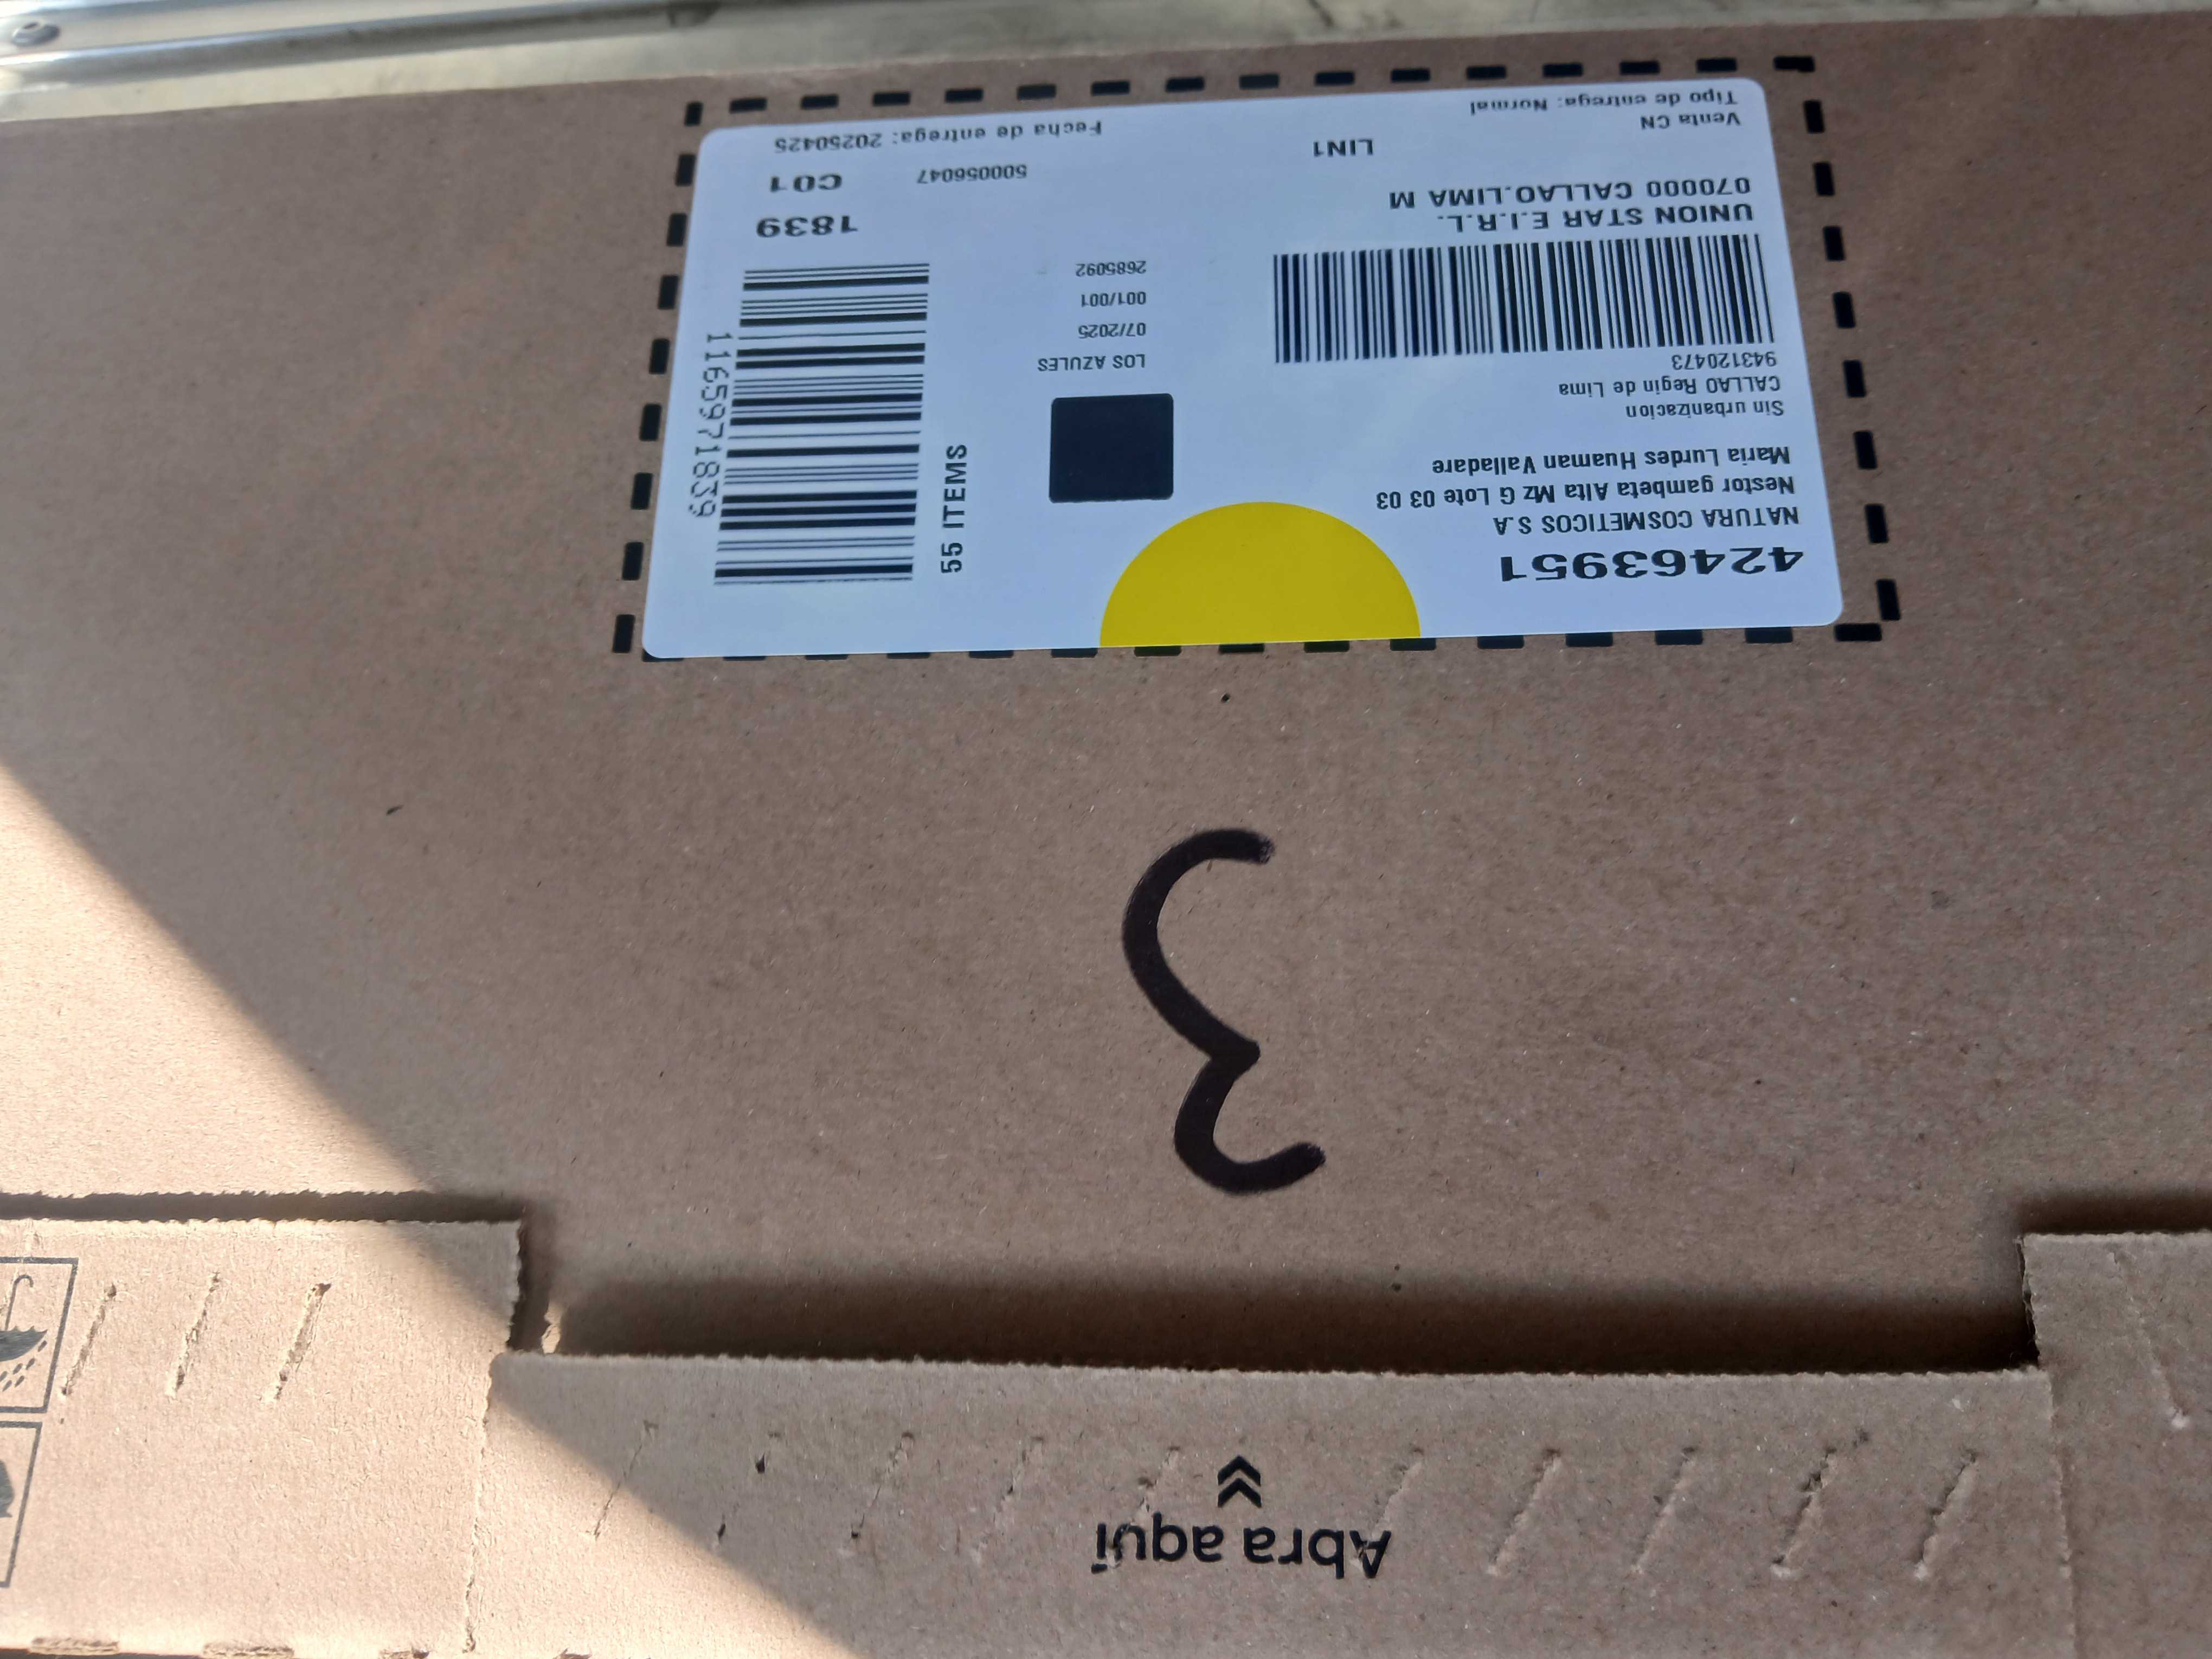 42463951
NATURA COSMETICOS S.A
Nestor gambeta Alta Mz G Lote 03 03
Maria Lurdes Huaman Valladare
Sin urbanizacion
CALLAO Regin de Lima
943120473
UNION STAR E.I.R.L.
070000 CALLAO.LIMA M
LIN1
Venta CN
Tipo de entrega: Normal
LOS AZULES
07/2025
001/001
2685092
55 ITEMS
1165971839
1839
500056047
C01
Fecha de entrega: 20250425
3
Abra aquí